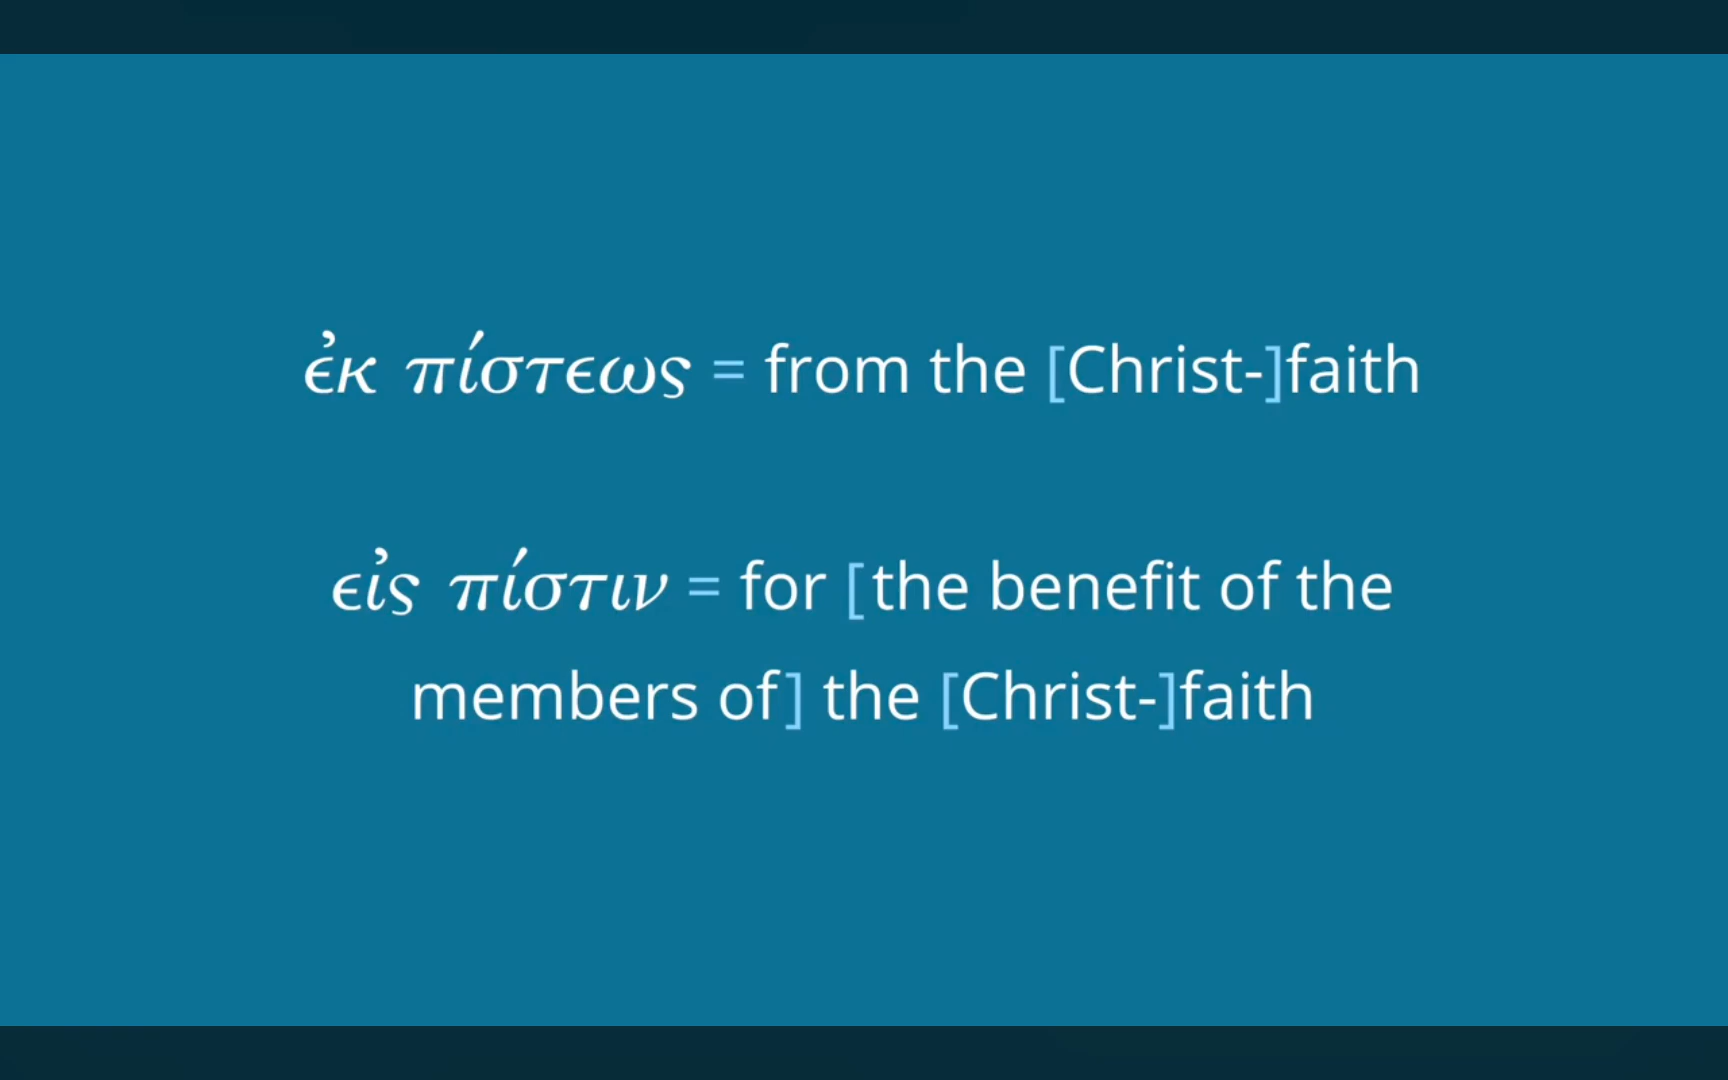 ἐκ πίστεως = from the [Christ-]faith
εἰς πίστιν = for [the benefit of the
members of] the [Christ-]faith